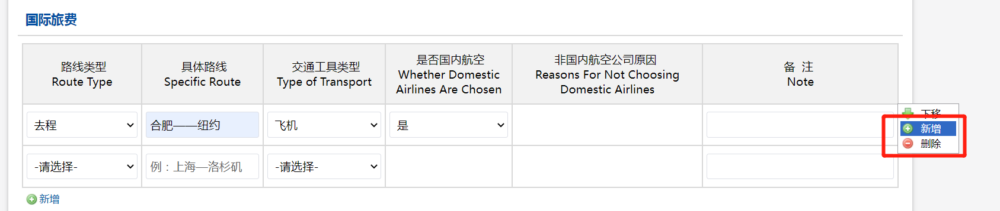 国际旅费
路线类型
Route Type
具体路线
Specific Route
交通工具类型
Type of Transport
是否国内航空
Whether Domestic
Airlines Are Chosen
非国内航空公司原因
Reasons For Not Choosing
Domestic Airlines
备 注
Note
去程
合肥——纽约
飞机
是
下移
新增
删除
-请选择-
例：上海—洛杉矶
-请选择-
新增